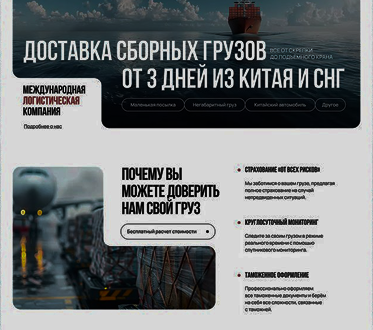 ДОСТАВКА СБОРНЫХ ГРУЗОВ
ВСЕ ОТ СКРЕПКИ
ДО ПОДЪЕМНОГО КРАНА
ОТ 3 ДНЕЙ ИЗ КИТАЯ И СНГ
МЕЖДУНАРОДНАЯ
ЛОГИСТИЧЕСКАЯ
КОМПАНИЯ
Подробнее о нас
Маленькая посылка
Негабаритный груз
Китайский автомобиль
Другое
ПОЧЕМУ ВЫ
МОЖЕТЕ ДОВЕРИТЬ
НАМ СВОЙ ГРУЗ
Бесплатный расчет стоимости
СТРАХОВАНИЕ «ОТ ВСЕХ РИСКОВ»
Мы заботимся о вашем грузе, предлагая
полное страхование на случай
непредвиденных ситуаций.
КРУГЛОСУТОЧНЫЙ МОНИТОРИНГ
Следите за своим грузом в режиме
реального времени с помощью
спутникового мониторинга.
ТАМОЖЕННОЕ ОФОРМЛЕНИЕ
Профессионально оформляем
все таможенные документы и берём
на себя все сложности, связанные
с таможней.